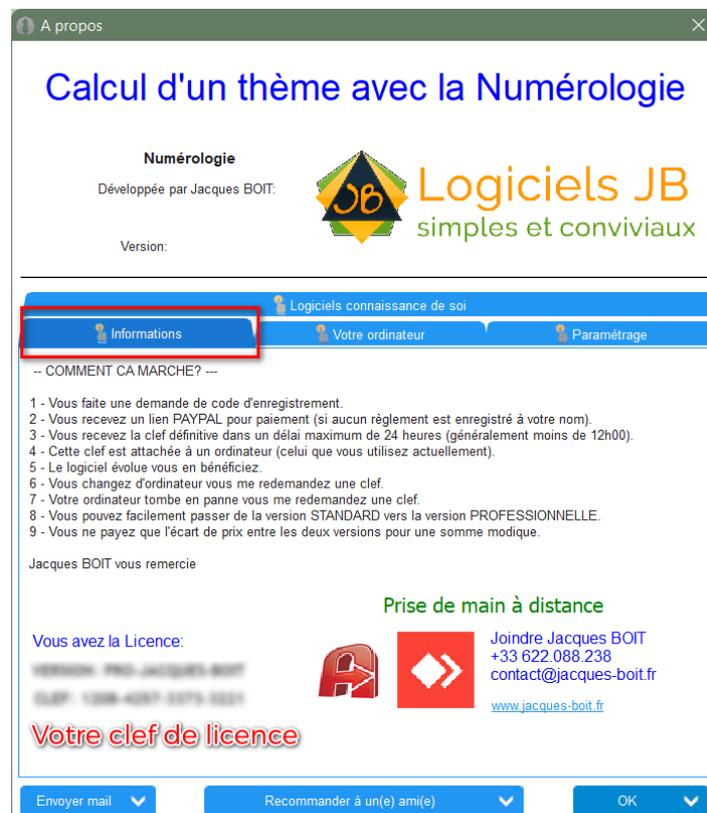 A propos
Calcul d'un thème avec la Numérologie
Numérologie
Développée par Jacques BOIT:
Version:
JB
Logiciels JB
simples et conviviaux
Logiciels connaissance de soi
Informations
Votre ordinateur
Paramétrage
-- COMMENT CA MARCHE? ---
1 - Vous faite une demande de code d'enregistrement.
2 - Vous recevez un lien PAYPAL pour paiement (si aucun règlement est enregistré à votre nom).
3 - Vous recevez la clef définitive dans un délai maximum de 24 heures (généralement moins de 12h00).
4 - Cette clef est attachée à un ordinateur (celui que vous utilisez actuellement).
5 - Le logiciel évolue vous en bénéficiez.
6 - Vous changez d'ordinateur vous me redemandez une clef.
7 - Votre ordinateur tombe en panne vous me redemandez une clef.
8 - Vous pouvez facilement passer de la version STANDARD vers la version PROFESSIONNELLE.
9 - Vous ne payez que l'écart de prix entre les deux versions pour une somme modique.
Jacques BOIT vous remercie
Prise de main à distance
Vous avez la Licence:
Votre clef de licence
Joindre Jacques BOIT
+33 622.088.238
contact@jacques-boit.fr
www.jacques-boit.fr
Envoyer mail
Recommander à un(e) ami(e)
OK